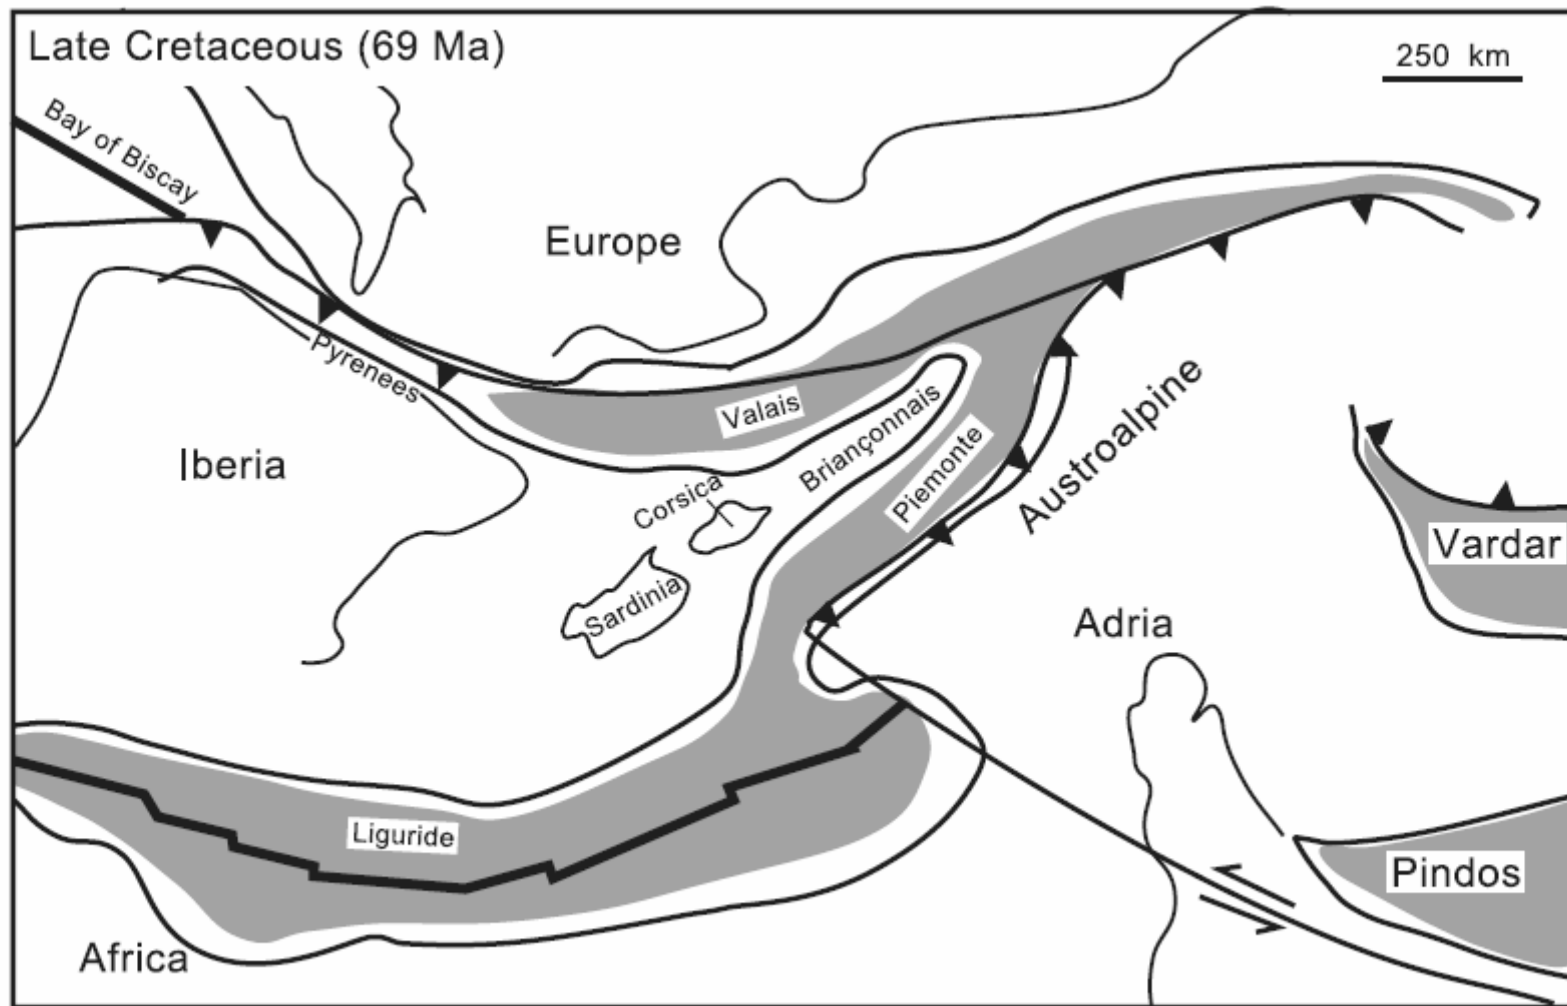 Late Cretaceous (69 Ma)
250 km
Bay of Biscay
Europe
Pyrenees
Valais
Briançonnais
Iberia
Corsica
Piemonte
Austroalpine
Vardar
Sardinia
Adria
Liguride
Pindos
Africa